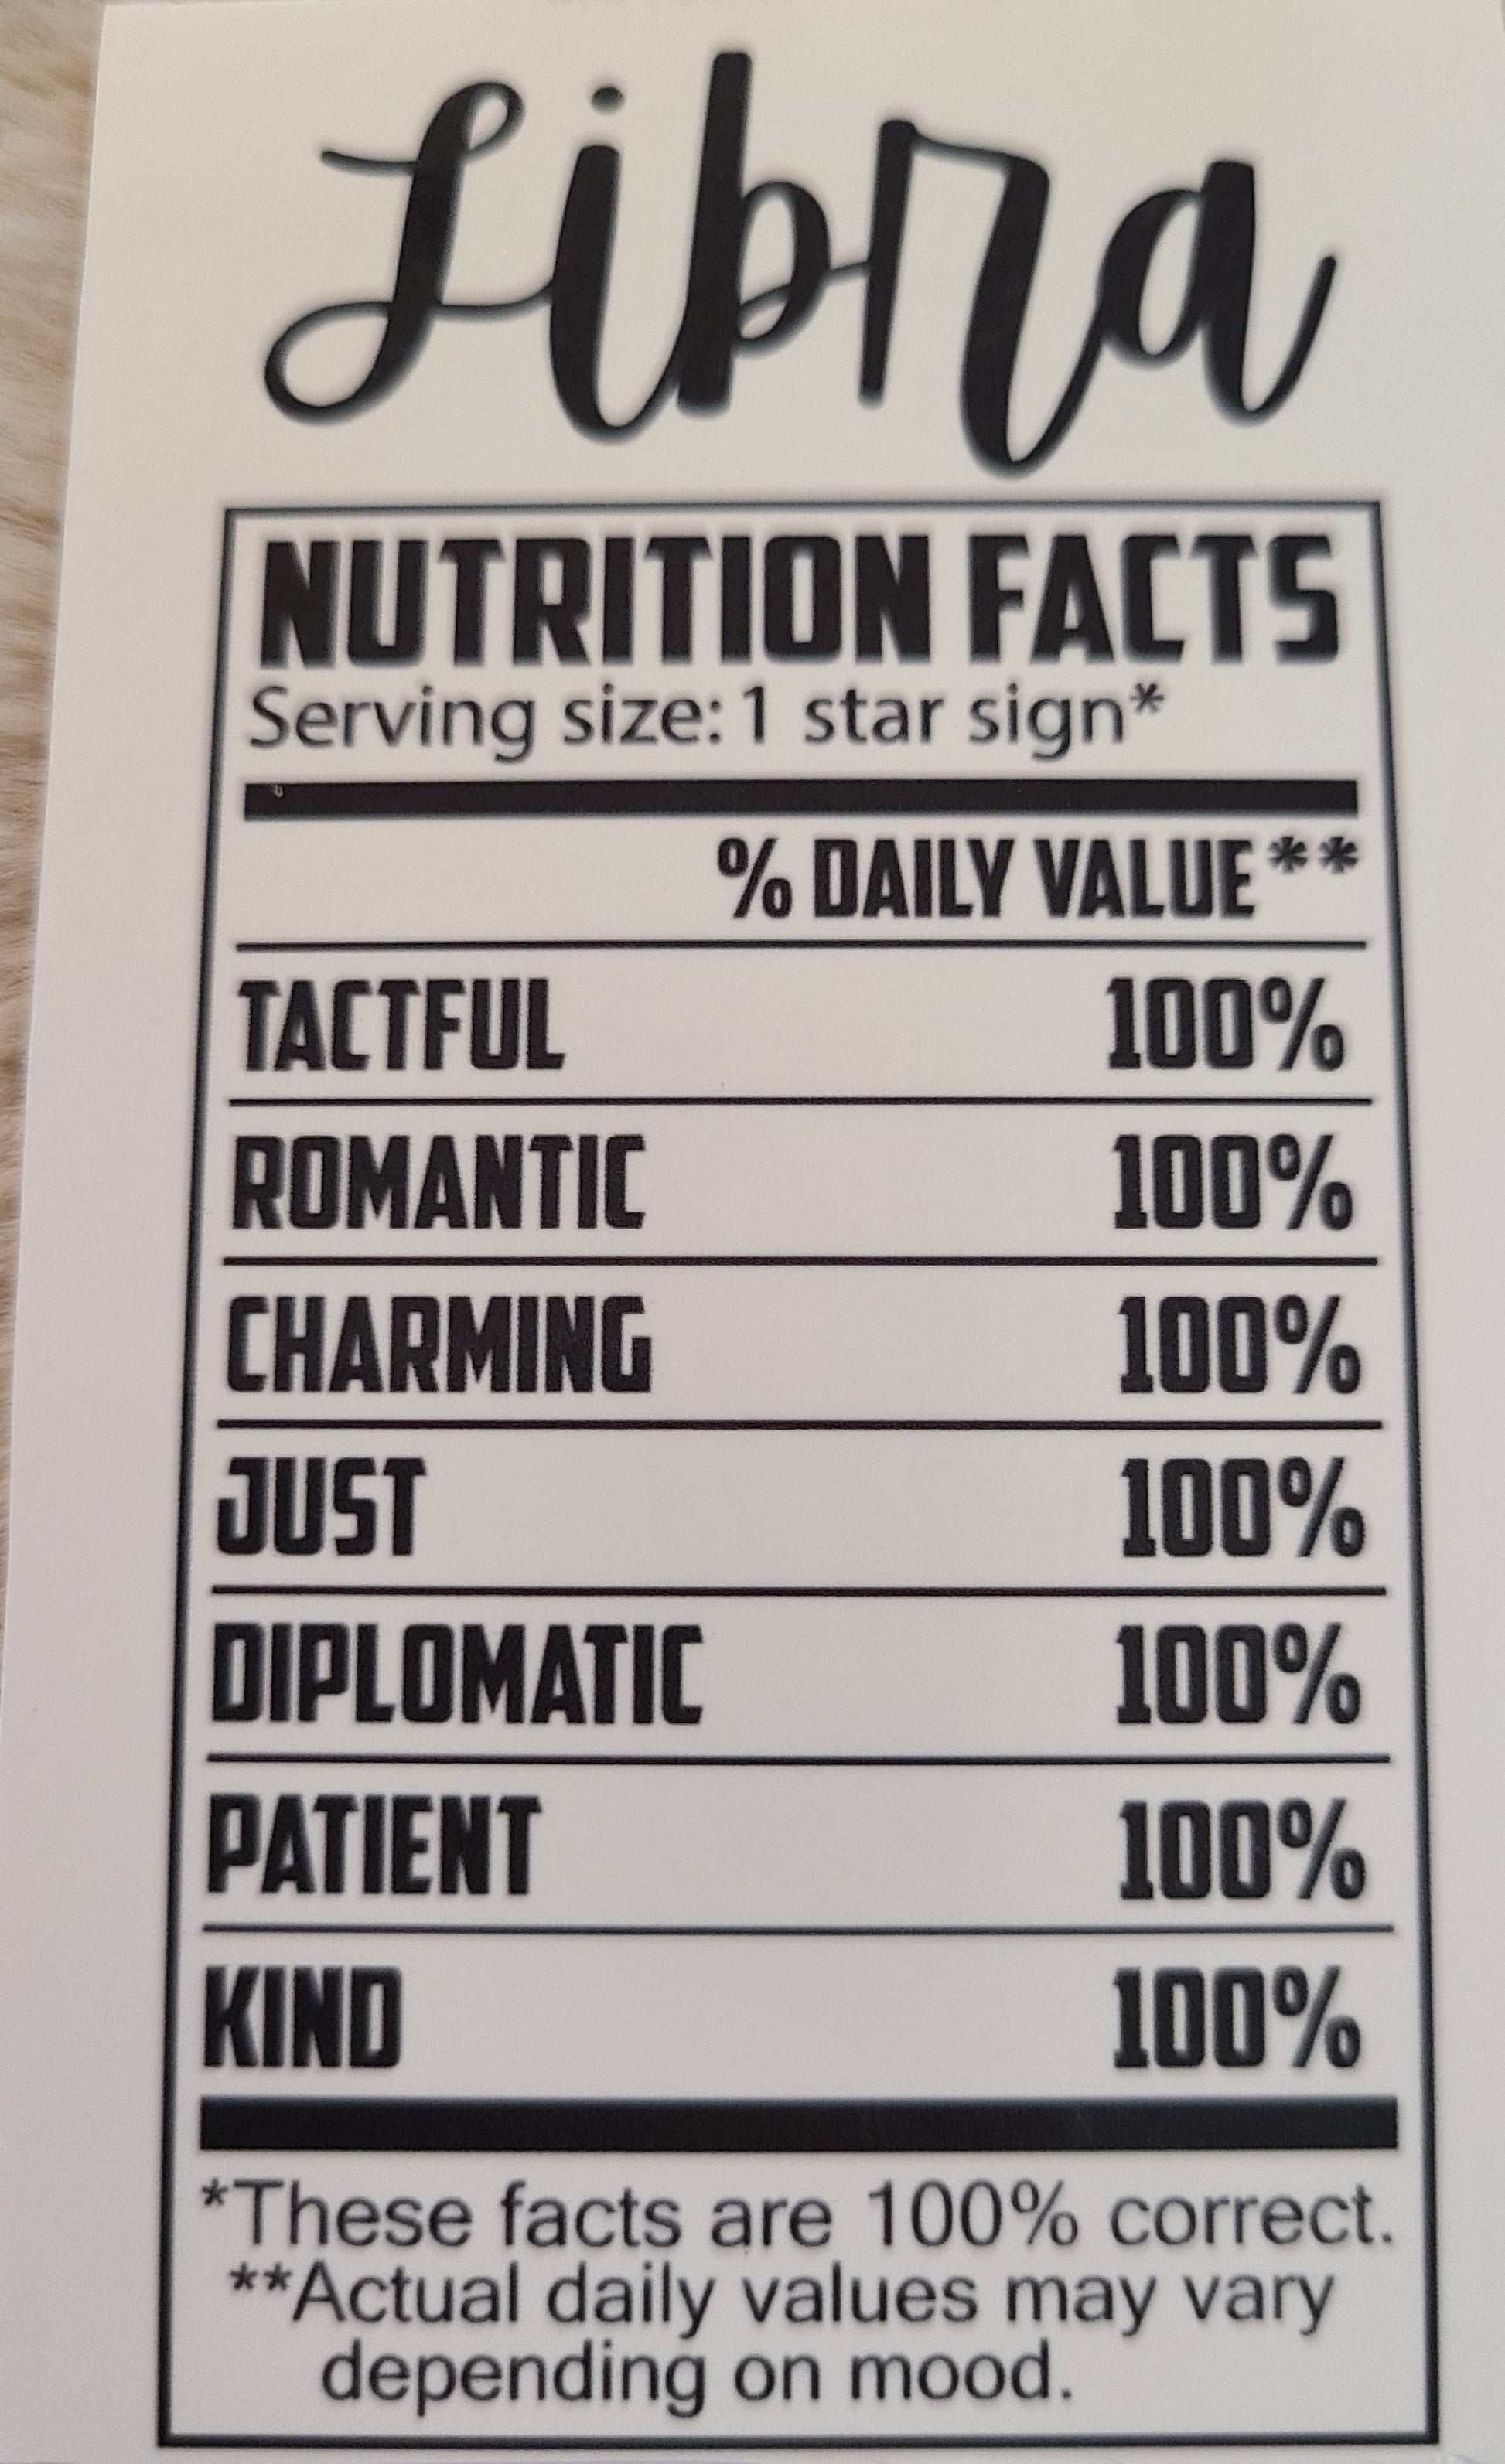 Libra
NUTRITION FACTS
Serving size: 1 star sign*
% DAILY VALUE**
TACTFUL 100%
ROMANTIC 100%
CHARMING 100%
JUST 100%
DIPLOMATIC 100%
PATIENT 100%
KIND 100%
*These facts are 100% correct.
**Actual daily values may vary
depending on mood.